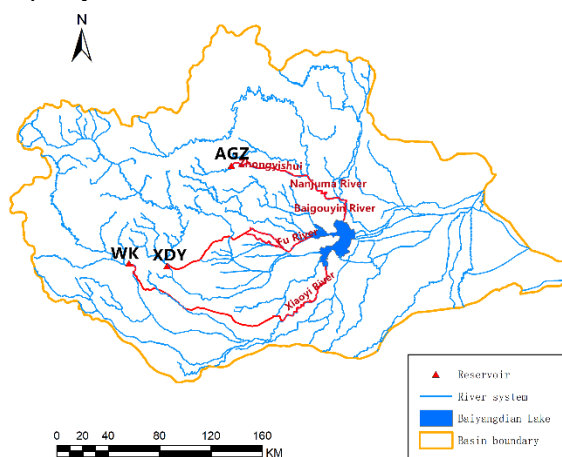 N
AGZ
Zhongyishui
Nanjuma River
Baigouyin River
Fu River
WK
XDY
Xiaoyi River
Reservoir
River system
Baiyangdian Lake
Basin boundary
0 20 40 80 120 160
KM